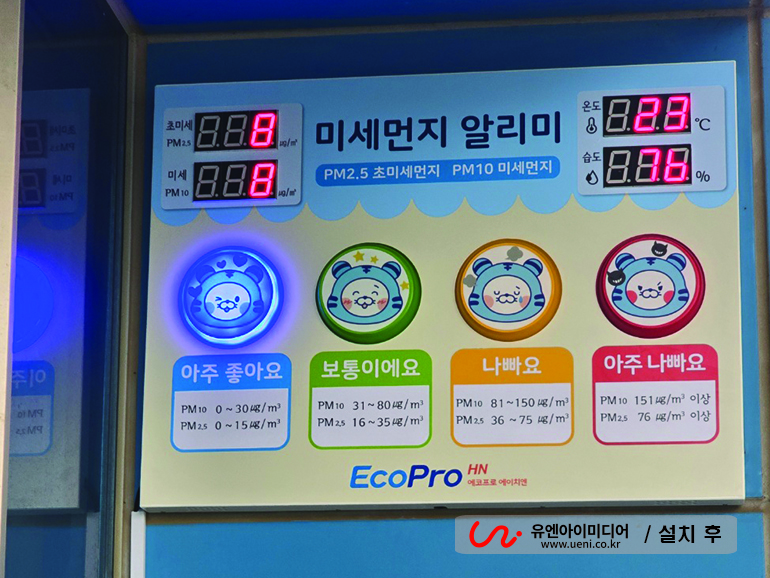 초미세 PM2.5 8 ㎍/㎥
미세 PM10 8 ㎍/㎥
미세먼지 알리미
PM2.5 초미세먼지 PM10 미세먼지
온도 23 ℃
습도 76 %
아주 좋아요
PM10 0~30㎍/m³
PM2.5 0~15㎍/m³
보통이에요
PM10 31~80㎍/m³
PM2.5 16~35㎍/m³
나빠요
PM10 81~150㎍/m³
PM2.5 36~75㎍/m³
아주 나빠요
PM10 151㎍/m³ 이상
PM2.5 76㎍/m³ 이상
EcoPro HN
에코프로 에이치엔
유엔아이미디어 / 설치 후
www.ueni.co.kr